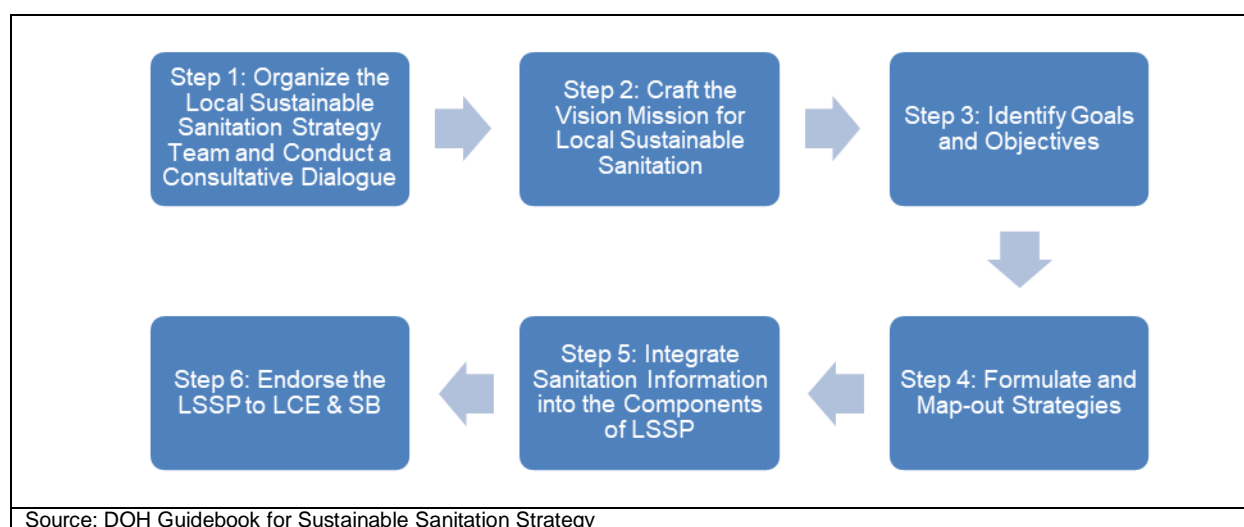 Step 1: Organize the
Local Sustainable
Sanitation Strategy
Team and Conduct a
Consultative Dialogue
Step 2: Craft the
Vision Mission for
Local Sustainable
Sanitation
Step 3: Identify Goals
and Objectives
Step 4: Formulate and
Map-out Strategies
Step 5: Integrate
Sanitation Information
into the Components
of LSSP
Step 6: Endorse the
LSSP to LCE & SB
Source: DOH Guidebook for Sustainable Sanitation Strategy